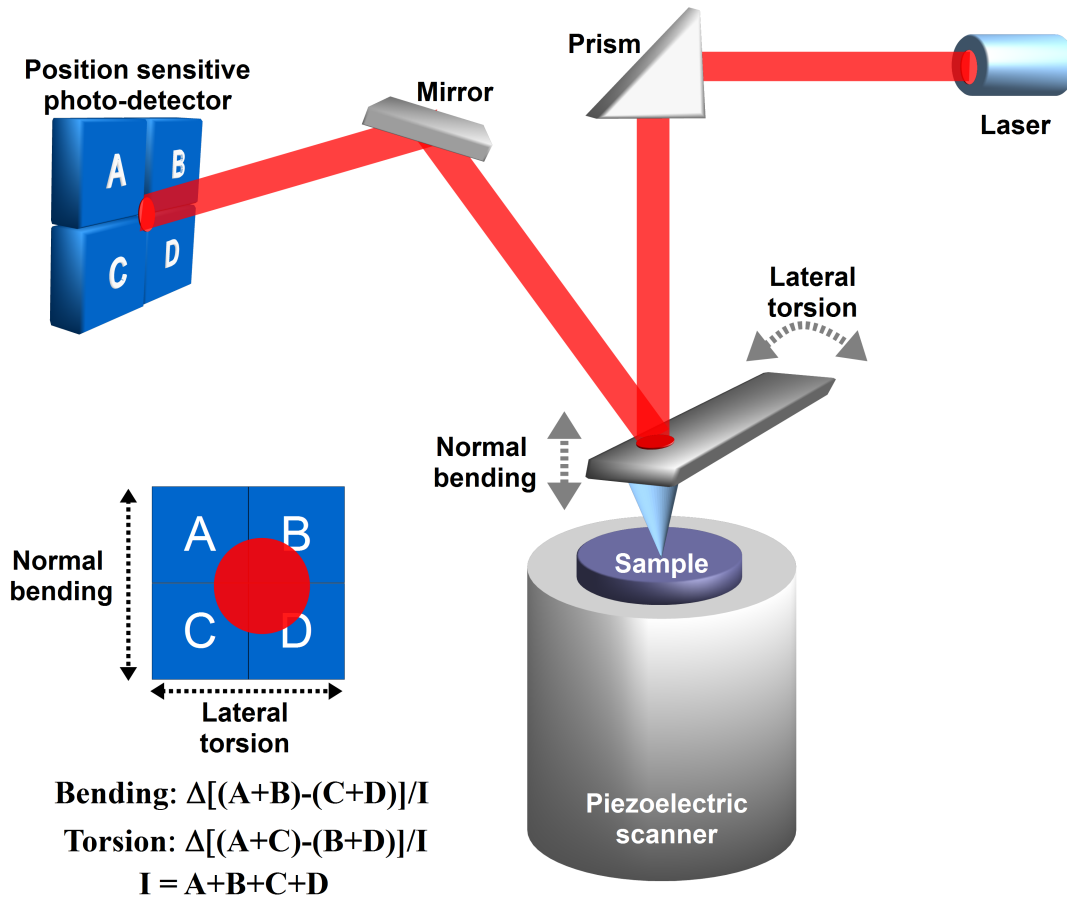 Prism
Position sensitive
photo-detector
Mirror
Laser
A
B
C
D
Lateral
torsion
Normal
bending
Sample
A
B
C
D
Normal
bending
Lateral
torsion
Bending: Δ[(A+B)-(C+D)]/I
Torsion: Δ[(A+C)-(B+D)]/I
I = A+B+C+D
Piezoelectric
scanner